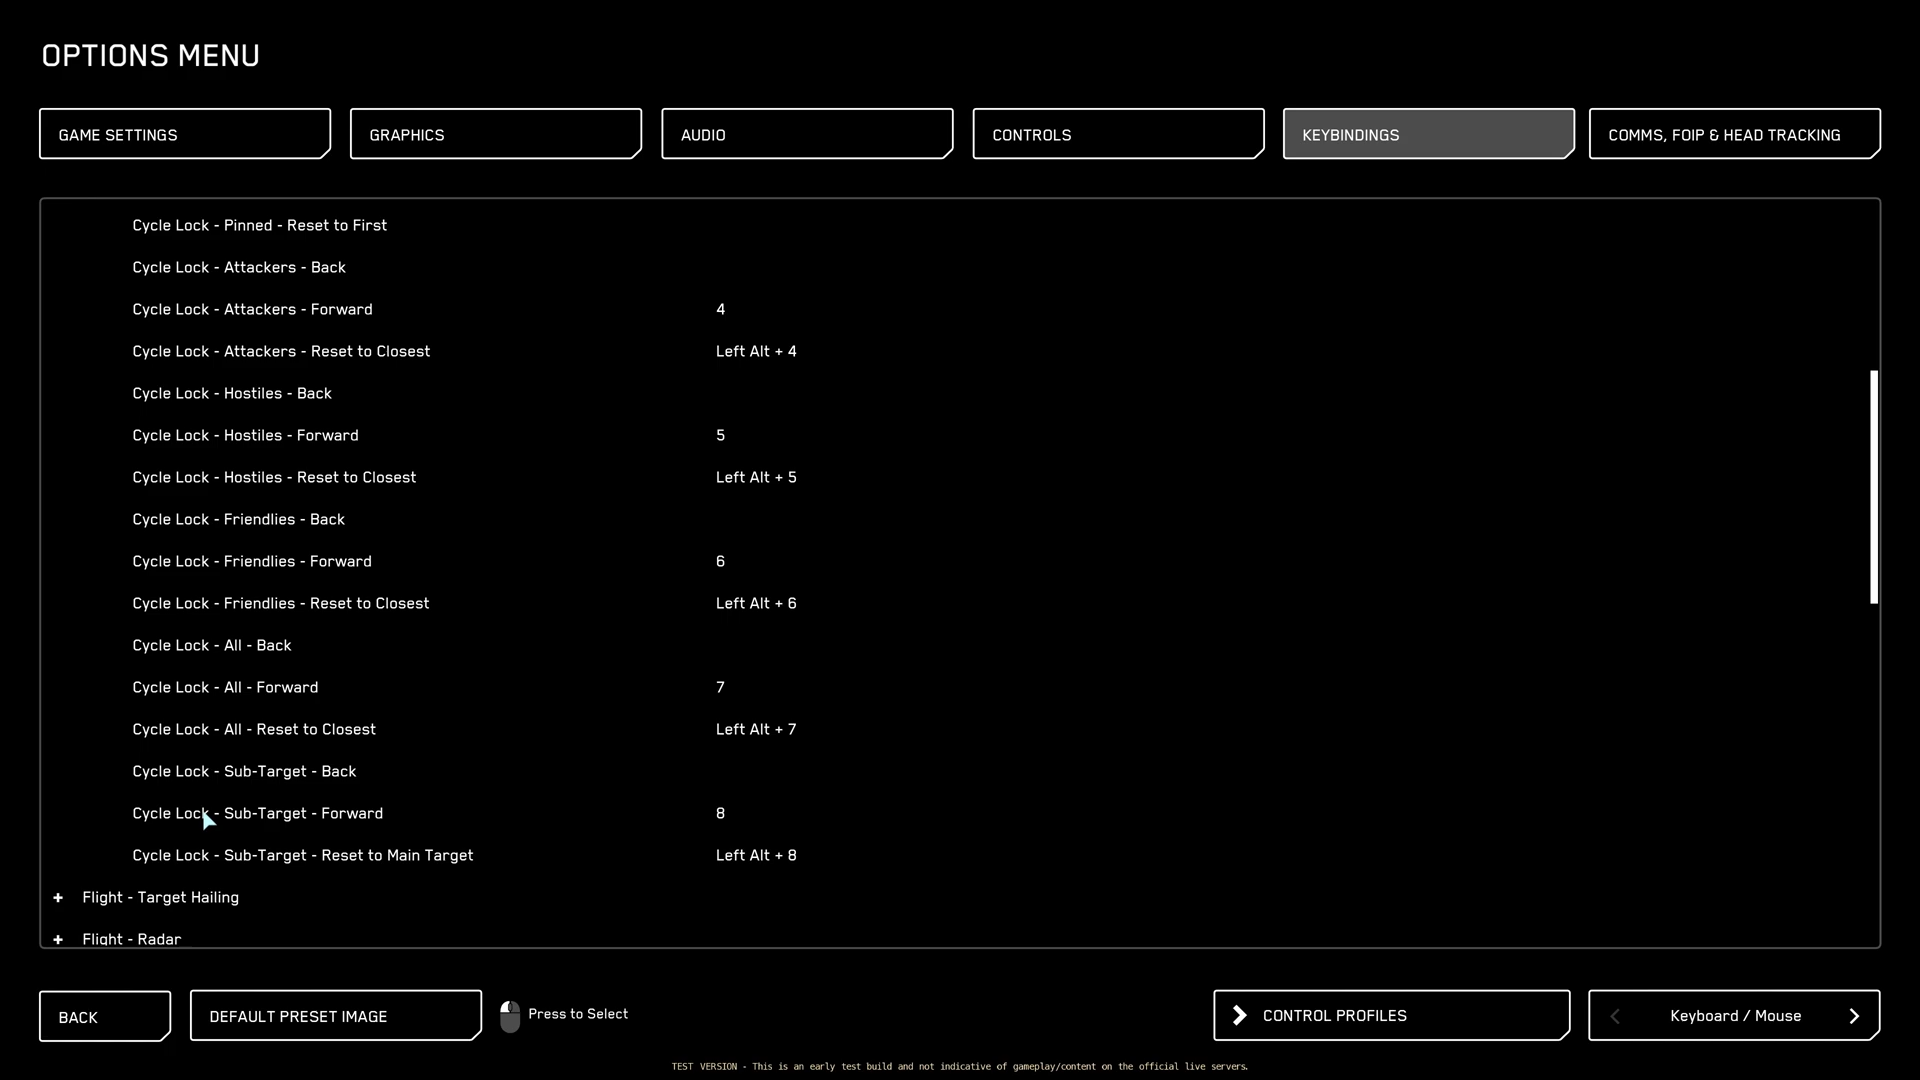 OPTIONS MENU
GAME SETTINGS
GRAPHICS
AUDIO
CONTROLS
KEYBINDINGS
COMMS, FOIP & HEAD TRACKING
Cycle Lock - Pinned - Reset to First
Cycle Lock - Attackers - Back
Cycle Lock - Attackers - Forward 4
Cycle Lock - Attackers - Reset to Closest Left Alt + 4
Cycle Lock - Hostiles - Back
Cycle Lock - Hostiles - Forward 5
Cycle Lock - Hostiles - Reset to Closest Left Alt + 5
Cycle Lock - Friendlies - Back
Cycle Lock - Friendlies - Forward 6
Cycle Lock - Friendlies - Reset to Closest Left Alt + 6
Cycle Lock - All - Back
Cycle Lock - All - Forward 7
Cycle Lock - All - Reset to Closest Left Alt + 7
Cycle Lock - Sub-Target - Back
Cycle Lock - Sub-Target - Forward 8
Cycle Lock - Sub-Target - Reset to Main Target Left Alt + 8
+ Flight - Target Hailing
+ Flight - Radar
BACK
DEFAULT PRESET IMAGE
Press to Select
CONTROL PROFILES
Keyboard / Mouse
TEST VERSION - This is an early test build and not indicative of gameplay/content on the official live servers.